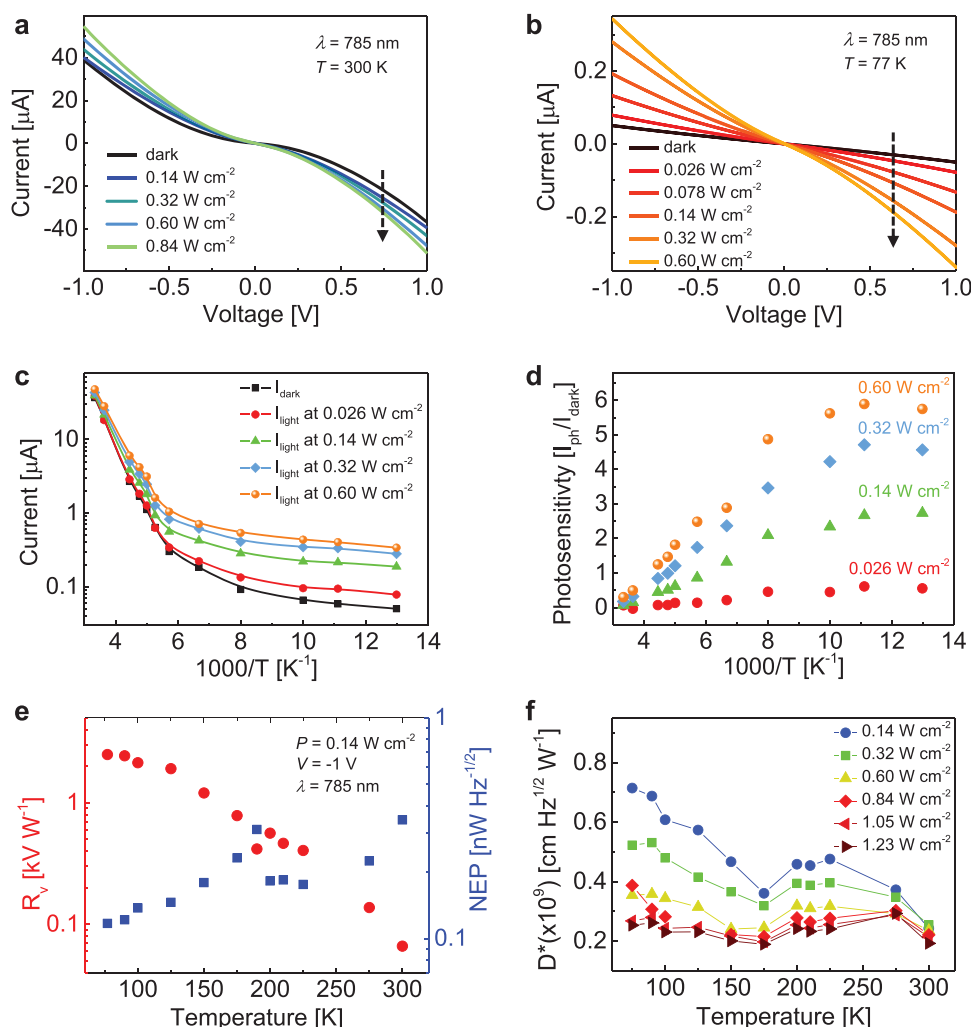 a
λ = 785 nm
T = 300 K
Current [µA]
40
20
0
-20
-40
dark
0.14 W cm-2
0.32 W cm-2
0.60 W cm-2
0.84 W cm-2
-1.0 -0.5 0.0 0.5 1.0
Voltage [V]
b
λ = 785 nm
T = 77 K
Current [µA]
0.2
0.0
-0.2
dark
0.026 W cm-2
0.078 W cm-2
0.14 W cm-2
0.32 W cm-2
0.60 W cm-2
-1.0 -0.5 0.0 0.5 1.0
Voltage [V]
c
Current [µA]
10
1
0.1
Idark
Ilight at 0.026 W cm-2
Ilight at 0.14 W cm-2
Ilight at 0.32 W cm-2
Ilight at 0.60 W cm-2
4 6 8 10 12 14
1000/T [K-1]
d
Photosensitivty [Iph/Idark]
6
5
4
3
2
1
0
0.60 W cm-2
0.32 W cm-2
0.14 W cm-2
0.026 W cm-2
4 6 8 10 12 14
1000/T [K-1]
e
Rv [kV W-1]
1
0.1
P = 0.14 W cm-2
V = -1 V
λ = 785 nm
1
0.1
NEP [nW Hz-1/2]
100 150 200 250 300
Temperature [K]
f
D*(x109) [cm Hz1/2 W-1]
0.8
0.6
0.4
0.2
0.14 W cm-2
0.32 W cm-2
0.60 W cm-2
0.84 W cm-2
1.05 W cm-2
1.23 W cm-2
100 150 200 250 300
Temperature [K]